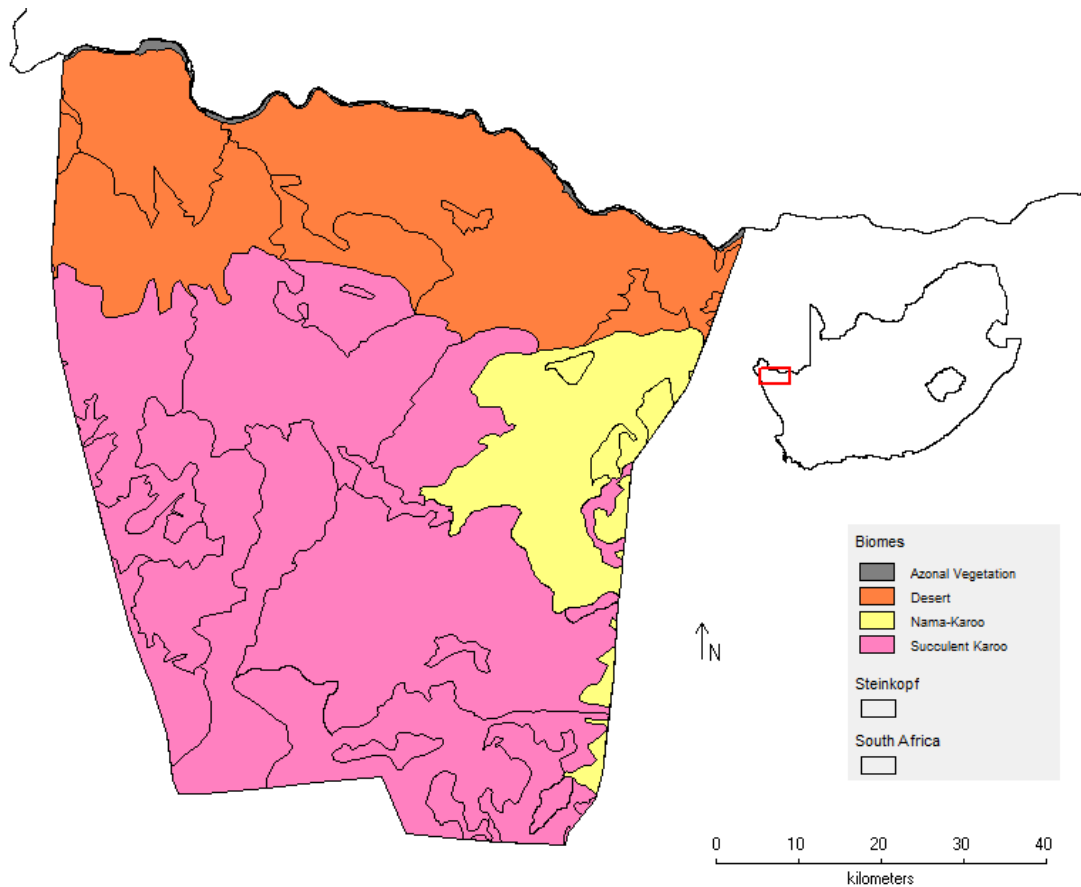 Biomes
Azonal Vegetation
Desert
Nama-Karoo
Succulent Karoo
Steinkopf
South Africa
N
0 10 20 30 40
kilometers